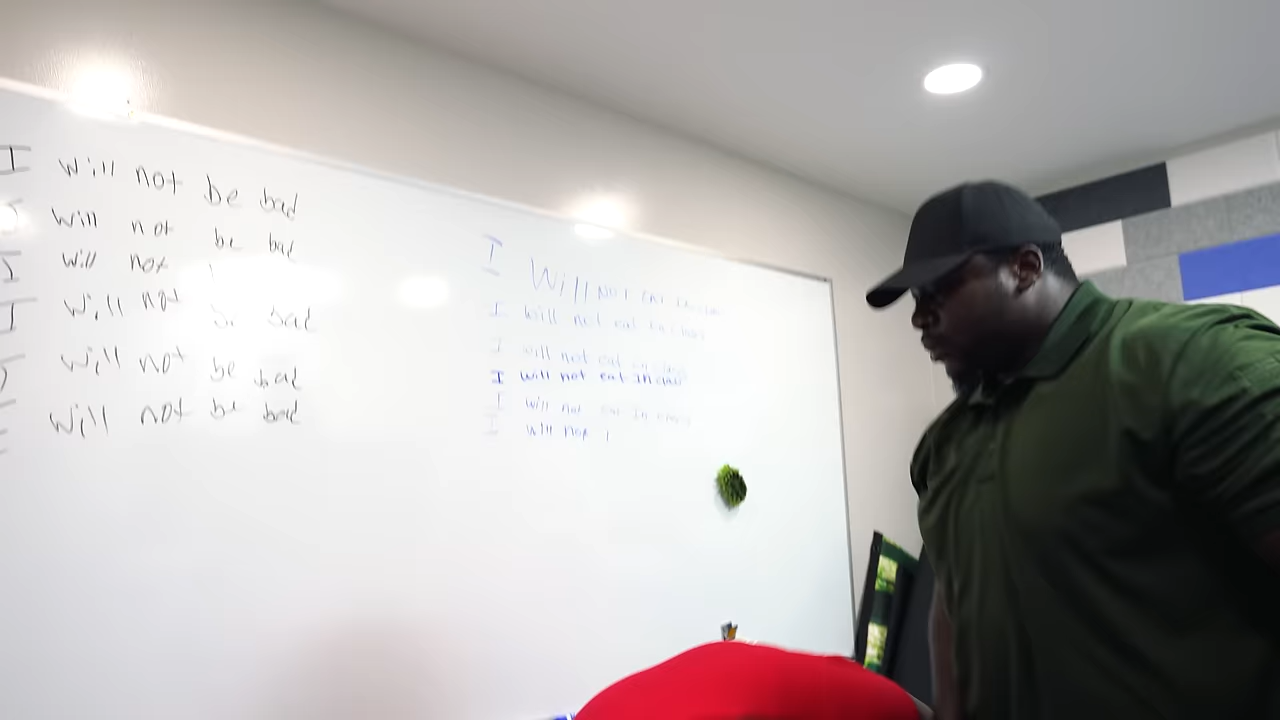 I will not be bad
will not be bad
I will not
I will not be bad
I will not be bad
I will not be bad
I Will NOT EAT
I will not eat in class
I will not eat in class
I will not eat IN class
I will not eat in class
I will not